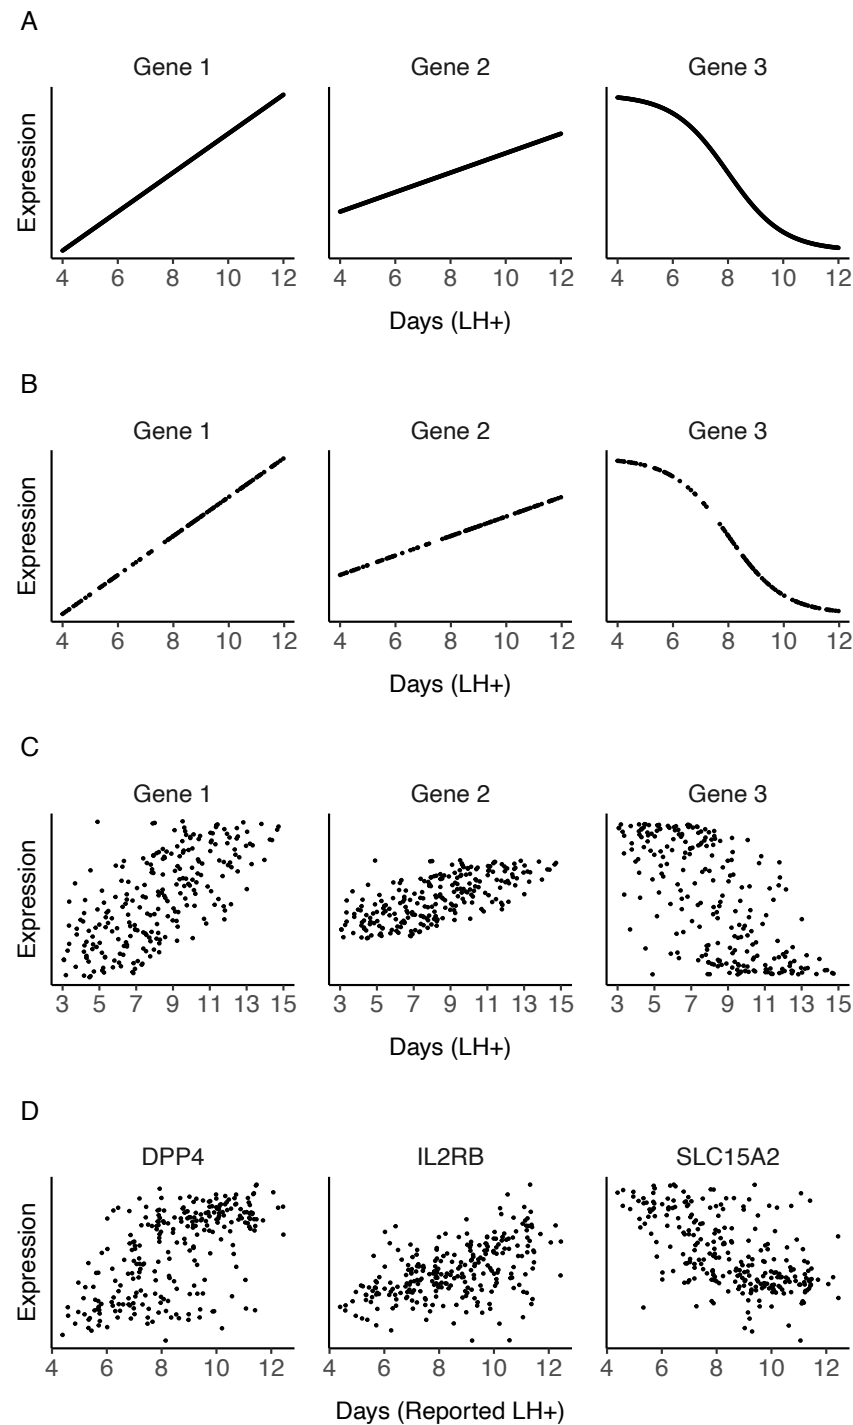 A
Gene 1 Gene 2 Gene 3
Expression
4 6 8 10 12 4 6 8 10 12 4 6 8 10 12
Days (LH+)
B
Gene 1 Gene 2 Gene 3
Expression
4 6 8 10 12 4 6 8 10 12 4 6 8 10 12
Days (LH+)
C
Gene 1 Gene 2 Gene 3
Expression
3 5 7 9 11 13 15 3 5 7 9 11 13 15 3 5 7 9 11 13 15
Days (LH+)
D
DPP4 IL2RB SLC15A2
Expression
4 6 8 10 12 4 6 8 10 12 4 6 8 10 12
Days (Reported LH+)